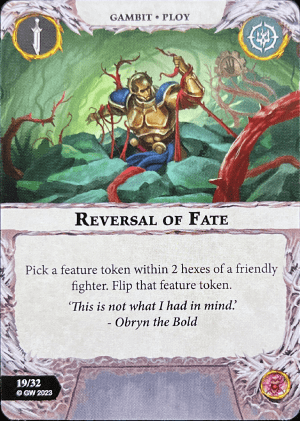 GAMBIT • PLOY
REVERSAL OF FATE
Pick a feature token within 2 hexes of a friendly
fighter. Flip that feature token.
‘This is not what I had in mind.’
- Obryn the Bold
19/32
© GW 2023